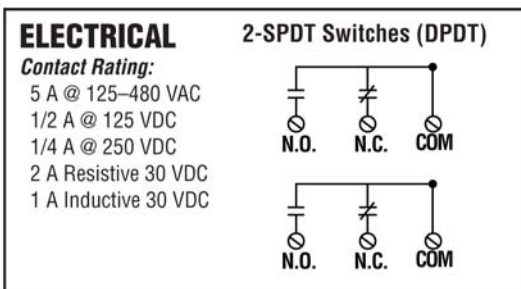 ELECTRICAL
Contact Rating:
5 A @ 125–480 VAC
1/2 A @ 125 VDC
1/4 A @ 250 VDC
2 A Resistive 30 VDC
1 A Inductive 30 VDC
2-SPDT Switches (DPDT)
N.O. N.C. COM
N.O. N.C. COM